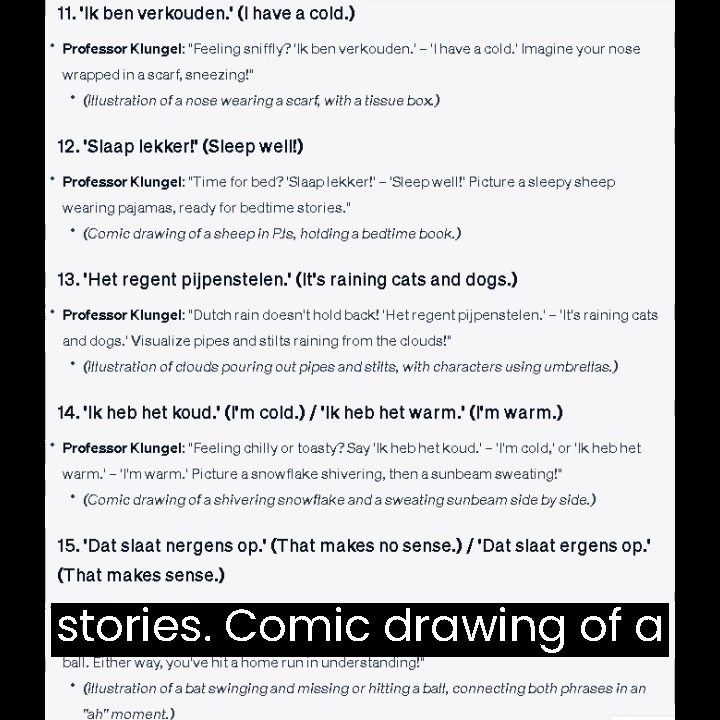 11. 'Ik ben verkouden.' (I have a cold.)
• Professor Klungel: "Feeling sniffly? 'Ik ben verkouden.' – 'I have a cold.' Imagine your nose
wrapped in a scarf, sneezing!"
• (Illustration of a nose wearing a scarf, with a tissue box.)
12. 'Slaap lekker!' (Sleep well!)
• Professor Klungel: "Time for bed? 'Slaap lekker!' – 'Sleep well!' Picture a sleepy sheep
wearing pajamas, ready for bedtime stories."
• (Comic drawing of a sheep in PJs, holding a bedtime book.)
13. 'Het regent pijpenstelen.' (It's raining cats and dogs.)
• Professor Klungel: "Dutch rain doesn't hold back! 'Het regent pijpenstelen.' – 'It's raining cats
and dogs.' Visualize pipes and stilts raining from the clouds!"
• (Illustration of clouds pouring out pipes and stilts, with characters using umbrellas.)
14. 'Ik heb het koud.' (I'm cold.) / 'Ik heb het warm.' (I'm warm.)
• Professor Klungel: "Feeling chilly or toasty? Say 'Ik heb het koud.' – 'I'm cold,' or 'Ik heb het
warm.' – 'I'm warm.' Picture a snowflake shivering, then a sunbeam sweating!"
• (Comic drawing of a shivering snowflake and a sweating sunbeam side by side.)
15. 'Dat slaat nergens op.' (That makes no sense.) / 'Dat slaat ergens op.'
(That makes sense.)
stories. Comic drawing of a
ball. Either way, you've hit a home run in understanding!"
• (Illustration of a bat swinging and missing or hitting a ball, connecting both phrases in an
"ah" moment.)